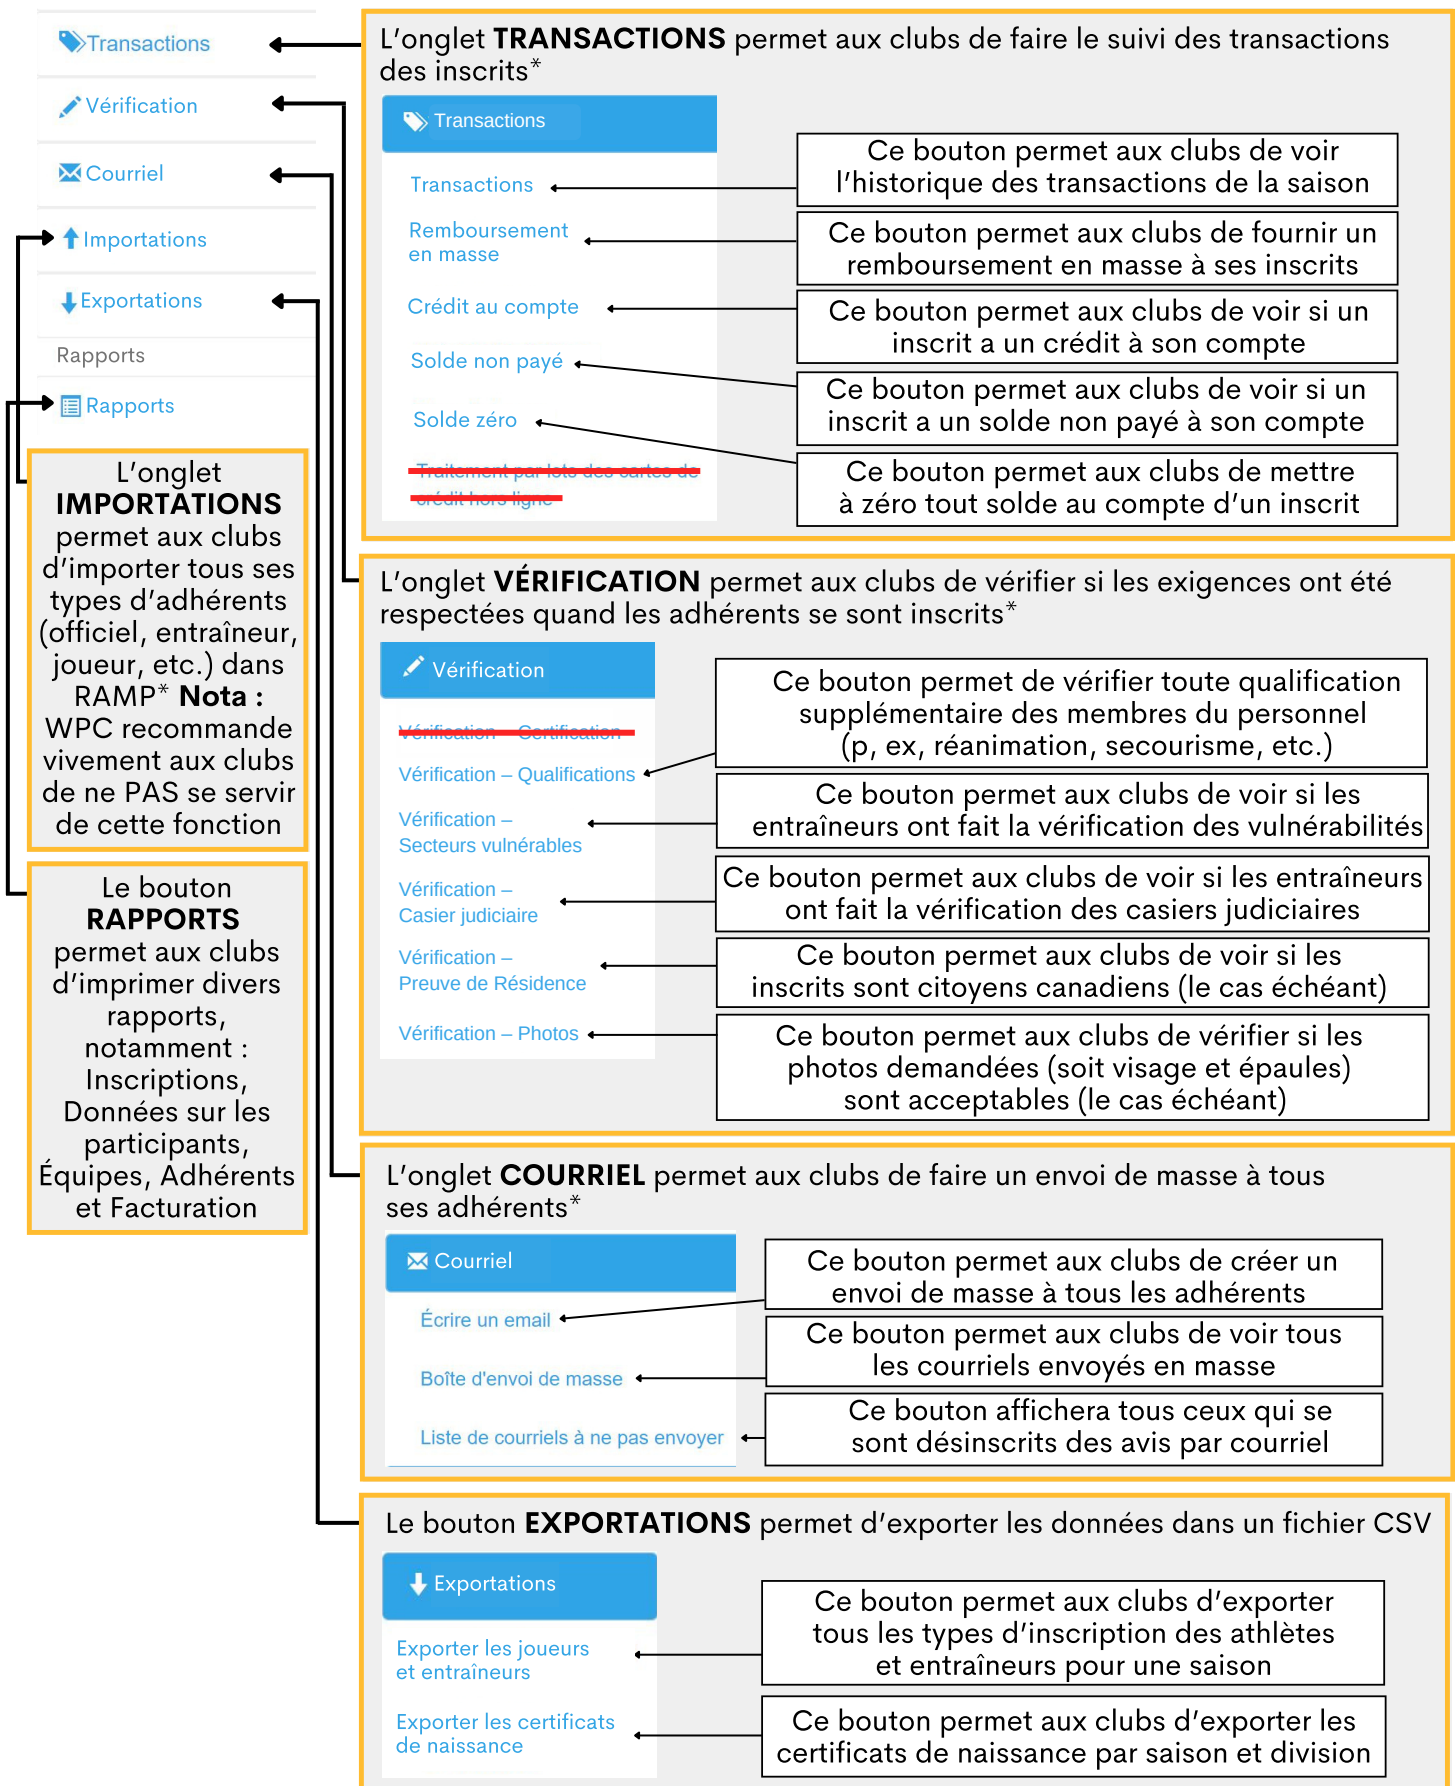 Transactions
Vérification
Courriel
Importations
Exportations
Rapports
Rapports
L'onglet
IMPORTATIONS
permet aux clubs
d'importer tous ses
types d'adhérents
(officiel, entraîneur,
joueur, etc.) dans
RAMP* Nota :
WPC recommande
vivement aux clubs
de ne PAS se servir
de cette fonction
Le bouton
RAPPORTS
permet aux clubs
d'imprimer divers
rapports,
notamment :
Inscriptions,
Données sur les
participants,
Équipes, Adhérents
et Facturation
L'onglet TRANSACTIONS permet aux clubs de faire le suivi des transactions
des inscrits*
Transactions
Transactions
Ce bouton permet aux clubs de voir
l'historique des transactions de la saison
Remboursement
en masse
Ce bouton permet aux clubs de fournir un
remboursement en masse à ses inscrits
Crédit au compte
Ce bouton permet aux clubs de voir si un
inscrit a un crédit à son compte
Solde non payé
Ce bouton permet aux clubs de voir si un
inscrit a un solde non payé à son compte
Solde zéro
Ce bouton permet aux clubs de mettre
à zéro tout solde au compte d'un inscrit
Traitement par lots des cartes de
crédit hors ligne
L'onglet VÉRIFICATION permet aux clubs de vérifier si les exigences ont été
respectées quand les adhérents se sont inscrits*
Vérification
Vérification – Certification
Vérification – Qualifications
Ce bouton permet de vérifier toute qualification
supplémentaire des membres du personnel
(p, ex, réanimation, secourisme, etc.)
Vérification –
Secteurs vulnérables
Ce bouton permet aux clubs de voir si les
entraîneurs ont fait la vérification des vulnérabilités
Vérification –
Casier judiciaire
Ce bouton permet aux clubs de voir si les entraîneurs
ont fait la vérification des casiers judiciaires
Vérification –
Preuve de Résidence
Ce bouton permet aux clubs de voir si les
inscrits sont citoyens canadiens (le cas échéant)
Vérification – Photos
Ce bouton permet aux clubs de vérifier si les
photos demandées (soit visage et épaules)
sont acceptables (le cas échéant)
L'onglet COURRIEL permet aux clubs de faire un envoi de masse à tous
ses adhérents*
Courriel
Écrire un email
Ce bouton permet aux clubs de créer un
envoi de masse à tous les adhérents
Boîte d'envoi de masse
Ce bouton permet aux clubs de voir tous
les courriels envoyés en masse
Liste de courriels à ne pas envoyer
Ce bouton affichera tous ceux qui se
sont désinscrits des avis par courriel
Le bouton EXPORTATIONS permet d'exporter les données dans un fichier CSV
Exportations
Exporter les joueurs
et entraîneurs
Ce bouton permet aux clubs d'exporter
tous les types d'inscription des athlètes
et entraîneurs pour une saison
Exporter les certificats
de naissance
Ce bouton permet aux clubs d'exporter les
certificats de naissance par saison et division